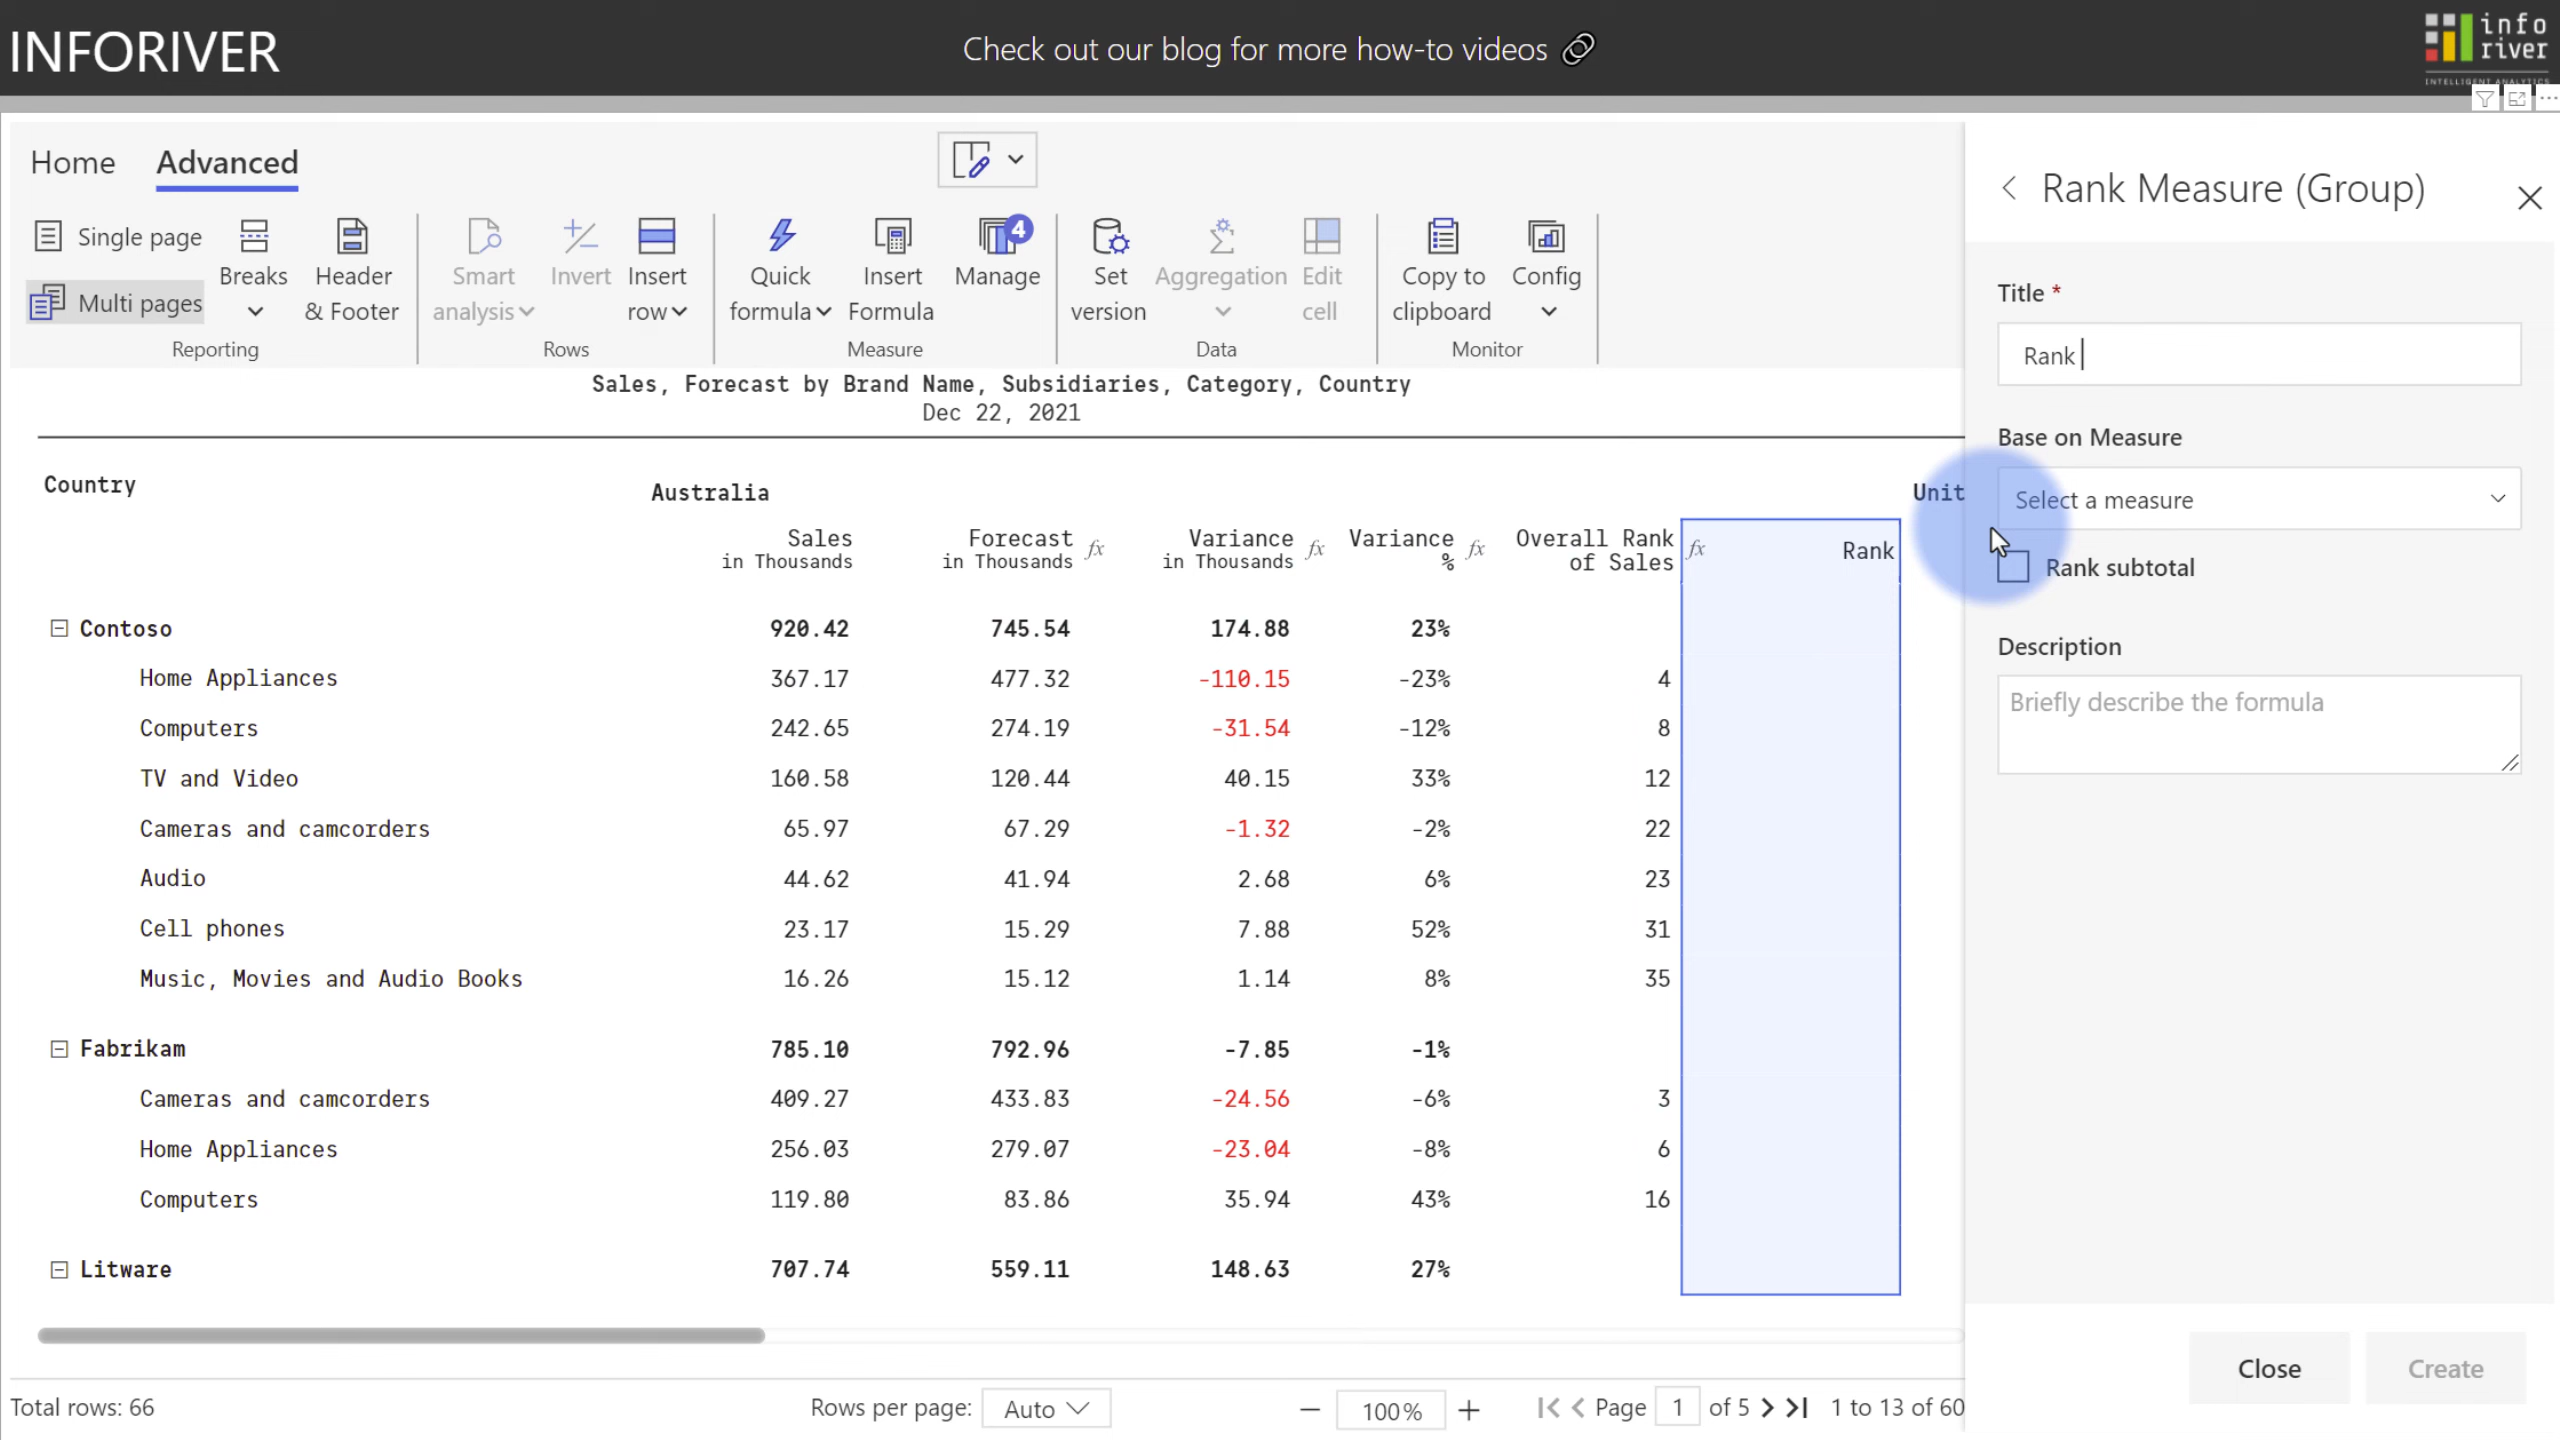 INFORIVER
Check out our blog for more how-to videos
info
river
INTELLIGENT ANALYTICS
Home
Advanced
Single page
Multi pages
Breaks
Header
& Footer
Reporting
Smart
analysis
Invert
Insert
row
Rows
Quick
formula
Insert
Formula
4
Manage
Measure
Set
version
Aggregation
Edit
cell
Data
Copy to
clipboard
Config
Monitor
Sales, Forecast by Brand Name, Subsidiaries, Category, Country
Dec 22, 2021
Country Australia Unit
Sales
in Thousands
Forecast
in Thousands
fx
Variance
in Thousands
fx
Variance
%
fx
Overall Rank
of Sales
fx
Rank
Contoso 920.42 745.54 174.88 23%
Home Appliances 367.17 477.32 -110.15 -23% 4
Computers 242.65 274.19 -31.54 -12% 8
TV and Video 160.58 120.44 40.15 33% 12
Cameras and camcorders 65.97 67.29 -1.32 -2% 22
Audio 44.62 41.94 2.68 6% 23
Cell phones 23.17 15.29 7.88 52% 31
Music, Movies and Audio Books 16.26 15.12 1.14 8% 35
Fabrikam 785.10 792.96 -7.85 -1%
Cameras and camcorders 409.27 433.83 -24.56 -6% 3
Home Appliances 256.03 279.07 -23.04 -8% 6
Computers 119.80 83.86 35.94 43% 16
Litware 707.74 559.11 148.63 27%
Total rows: 66
Rows per page: Auto
100%
Page 1 of 5
1 to 13 of 60
Rank Measure (Group)
Title *
Rank
Base on Measure
Select a measure
Rank subtotal
Description
Briefly describe the formula
Close
Create